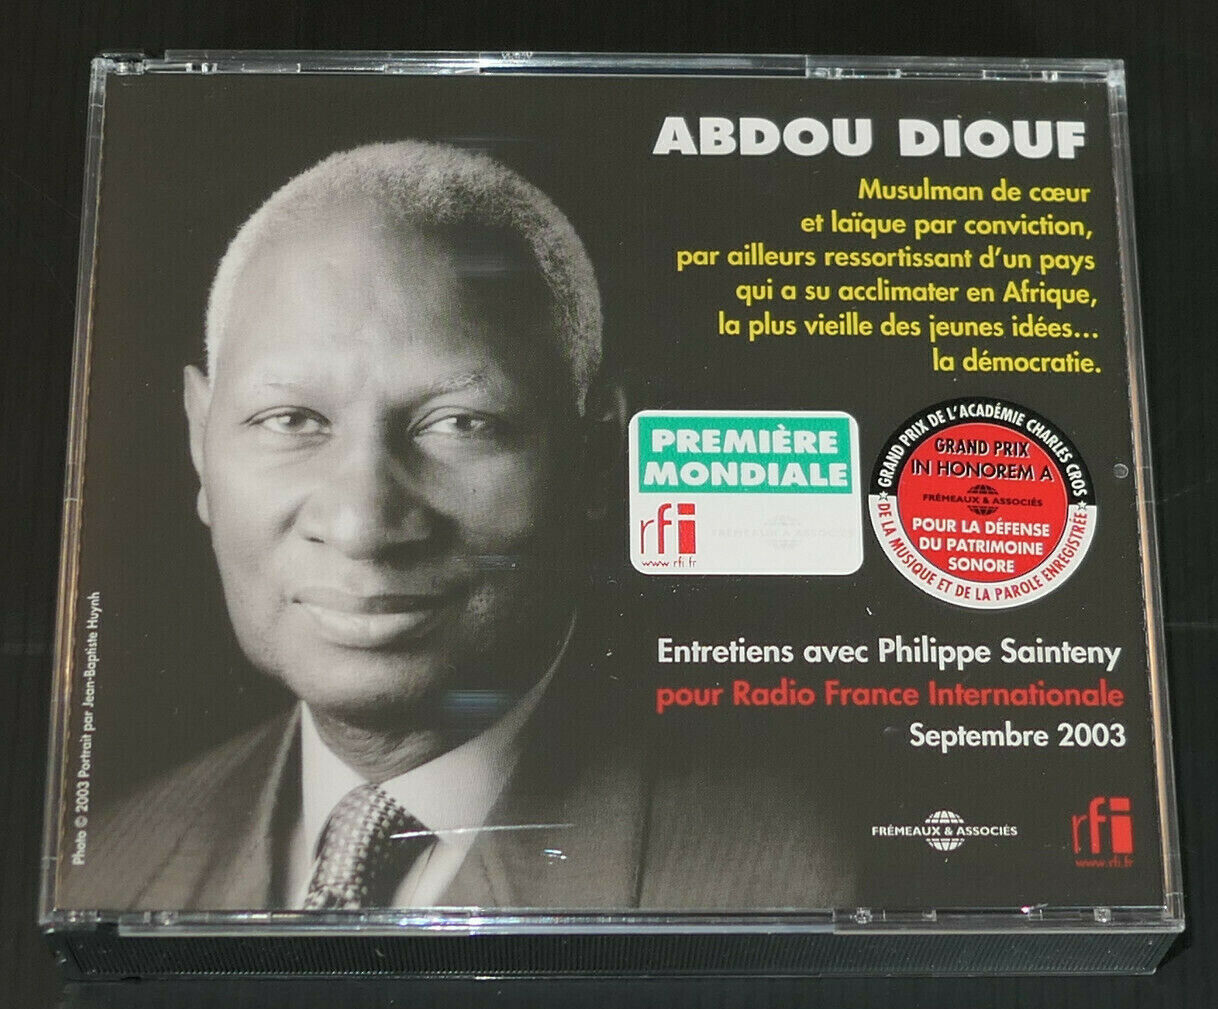 ABDOU DIOUF
Musulman de cœur
et laïque par conviction,
par ailleurs ressortissant d'un pays
qui a su acclimater en Afrique,
la plus vieille des jeunes idées...
la démocratie.
PREMIÈRE
MONDIALE
rfi
www.rfi.fr
FRÉMEAUX & ASSOCIÉS
GRAND PRIX DE L'ACADÉMIE CHARLES CROS
GRAND PRIX
IN HONOREM A
FRÉMEAUX & ASSOCIÉS
POUR LA DÉFENSE
DU PATRIMOINE
SONORE
DE LA MUSIQUE ET DE LA PAROLE ENREGISTRÉE
Entretiens avec Philippe Sainteny
pour Radio France Internationale
Septembre 2003
FRÉMEAUX & ASSOCIÉS
rfi
www.rfi.fr
Photo © 2003 Portrait par Jean-Baptiste Huynh